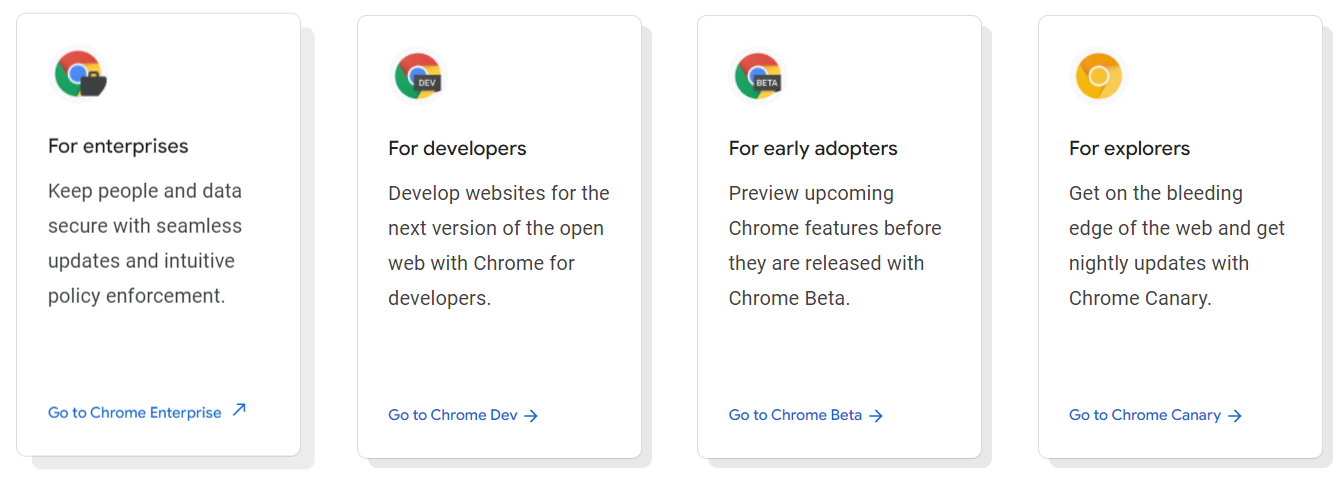 For enterprises
Keep people and data
secure with seamless
updates and intuitive
policy enforcement.
Go to Chrome Enterprise
DEV
For developers
Develop websites for the
next version of the open
web with Chrome for
developers.
Go to Chrome Dev
BETA
For early adopters
Preview upcoming
Chrome features before
they are released with
Chrome Beta.
Go to Chrome Beta
For explorers
Get on the bleeding
edge of the web and get
nightly updates with
Chrome Canary.
Go to Chrome Canary